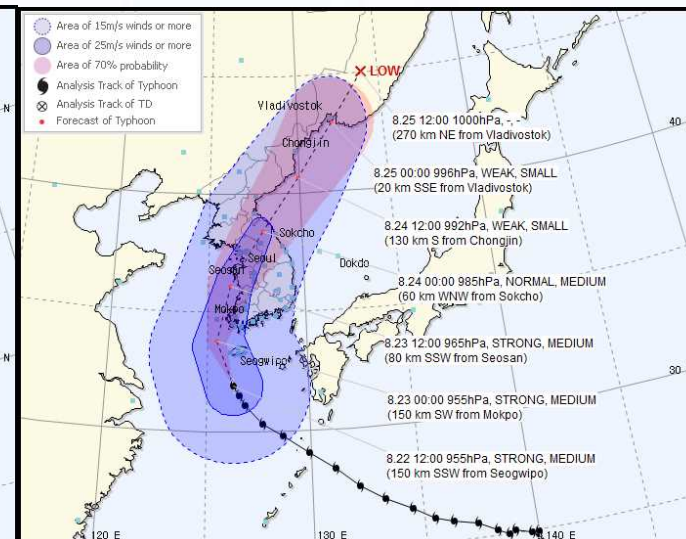 Area of 15m/s winds or more
Area of 25m/s winds or more
Area of 70% probability
Analysis Track of Typhoon
Analysis Track of TD
Forecast of Typhoon
LOW
N
Vladivostok
8.25 12:00 1000hPa, -, -
(270 km NE from Vladivostok)
40
Chongjin
8.25 00:00 996hPa, WEAK, SMALL
(20 km SSE from Vladivostok)
8.24 12:00 992hPa, WEAK, SMALL
(130 km S from Chongjin)
Sokcho
Seoul
Dokdo
Seosan
8.24 00:00 985hPa, NORMAL, MEDIUM
(60 km WNW from Sokcho)
Mokpo
8.23 12:00 965hPa, STRONG, MEDIUM
(80 km SSW from Seosan)
N
Seogwipo
30
8.23 00:00 955hPa, STRONG, MEDIUM
(150 km SW from Mokpo)
8.22 12:00 955hPa, STRONG, MEDIUM
(150 km SSW from Seogwipo)
120 E
130 E
140 E